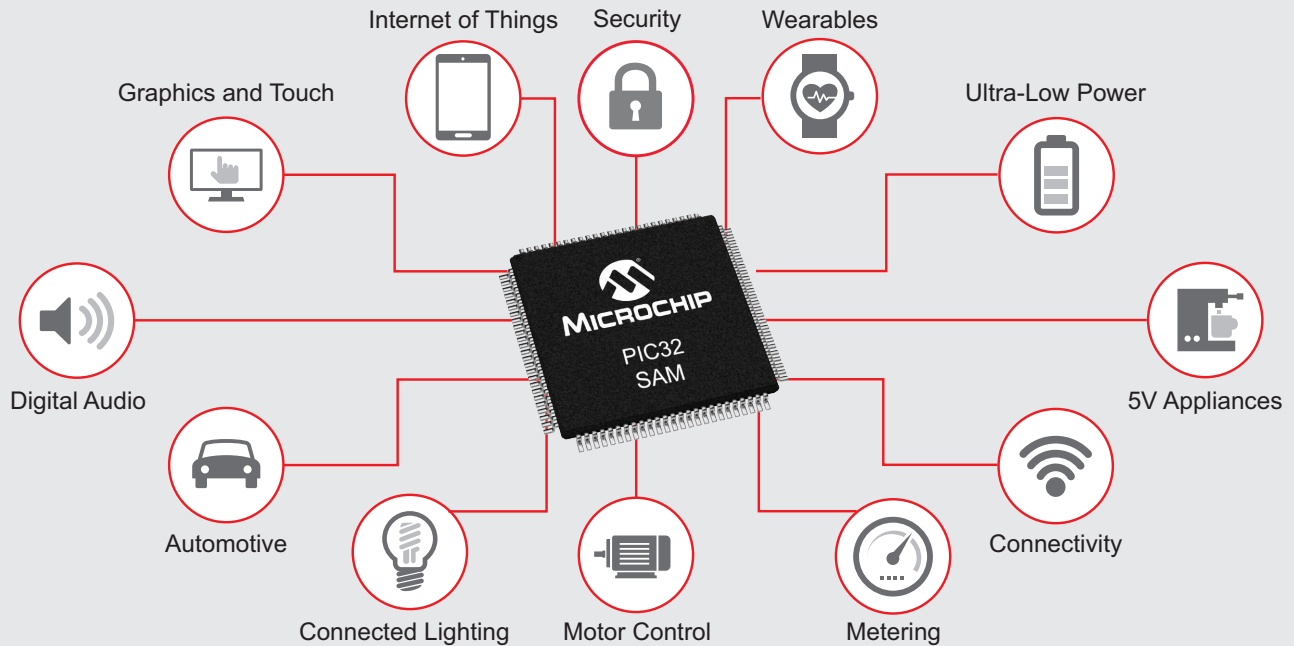 Internet of Things
Security
Wearables
Graphics and Touch
Ultra-Low Power
MICROCHIP
PIC32
SAM
Digital Audio
5V Appliances
Automotive
Connectivity
Connected Lighting
Motor Control
Metering